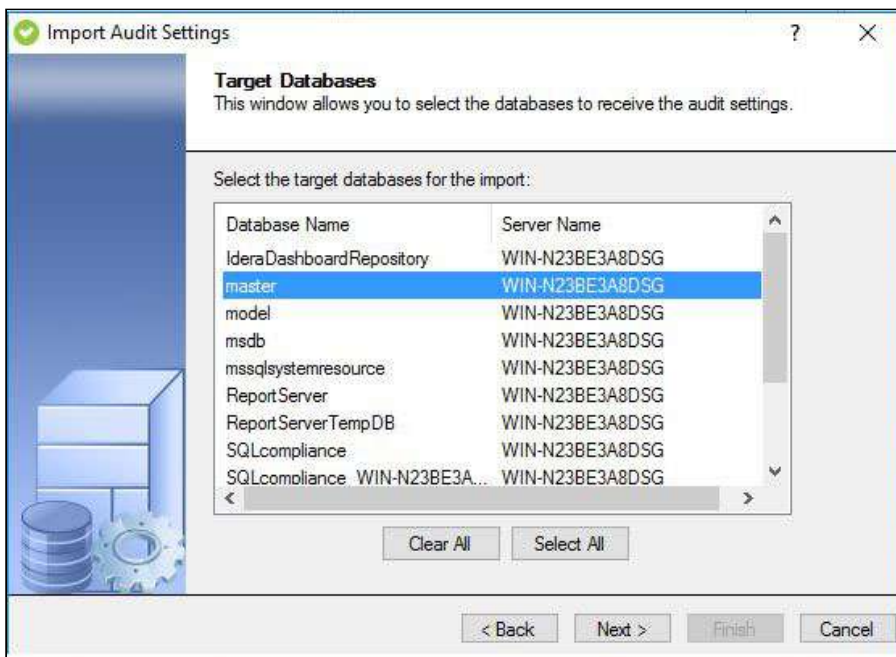 Import Audit Settings ?
Target Databases
This window allows you to select the databases to receive the audit settings.
Select the target databases for the import:
Database Name Server Name
IderaDashboardRepository WIN-N23BE3A8DSG
master WIN-N23BE3A8DSG
model WIN-N23BE3A8DSG
msdb WIN-N23BE3A8DSG
mssqlsystemresource WIN-N23BE3A8DSG
ReportServer WIN-N23BE3A8DSG
ReportServerTempDB WIN-N23BE3A8DSG
SQLcompliance WIN-N23BE3A8DSG
SQLcompliance_WIN-N23BE3A... WIN-N23BE3A8DSG
Clear All Select All
< Back Next > Finish Cancel